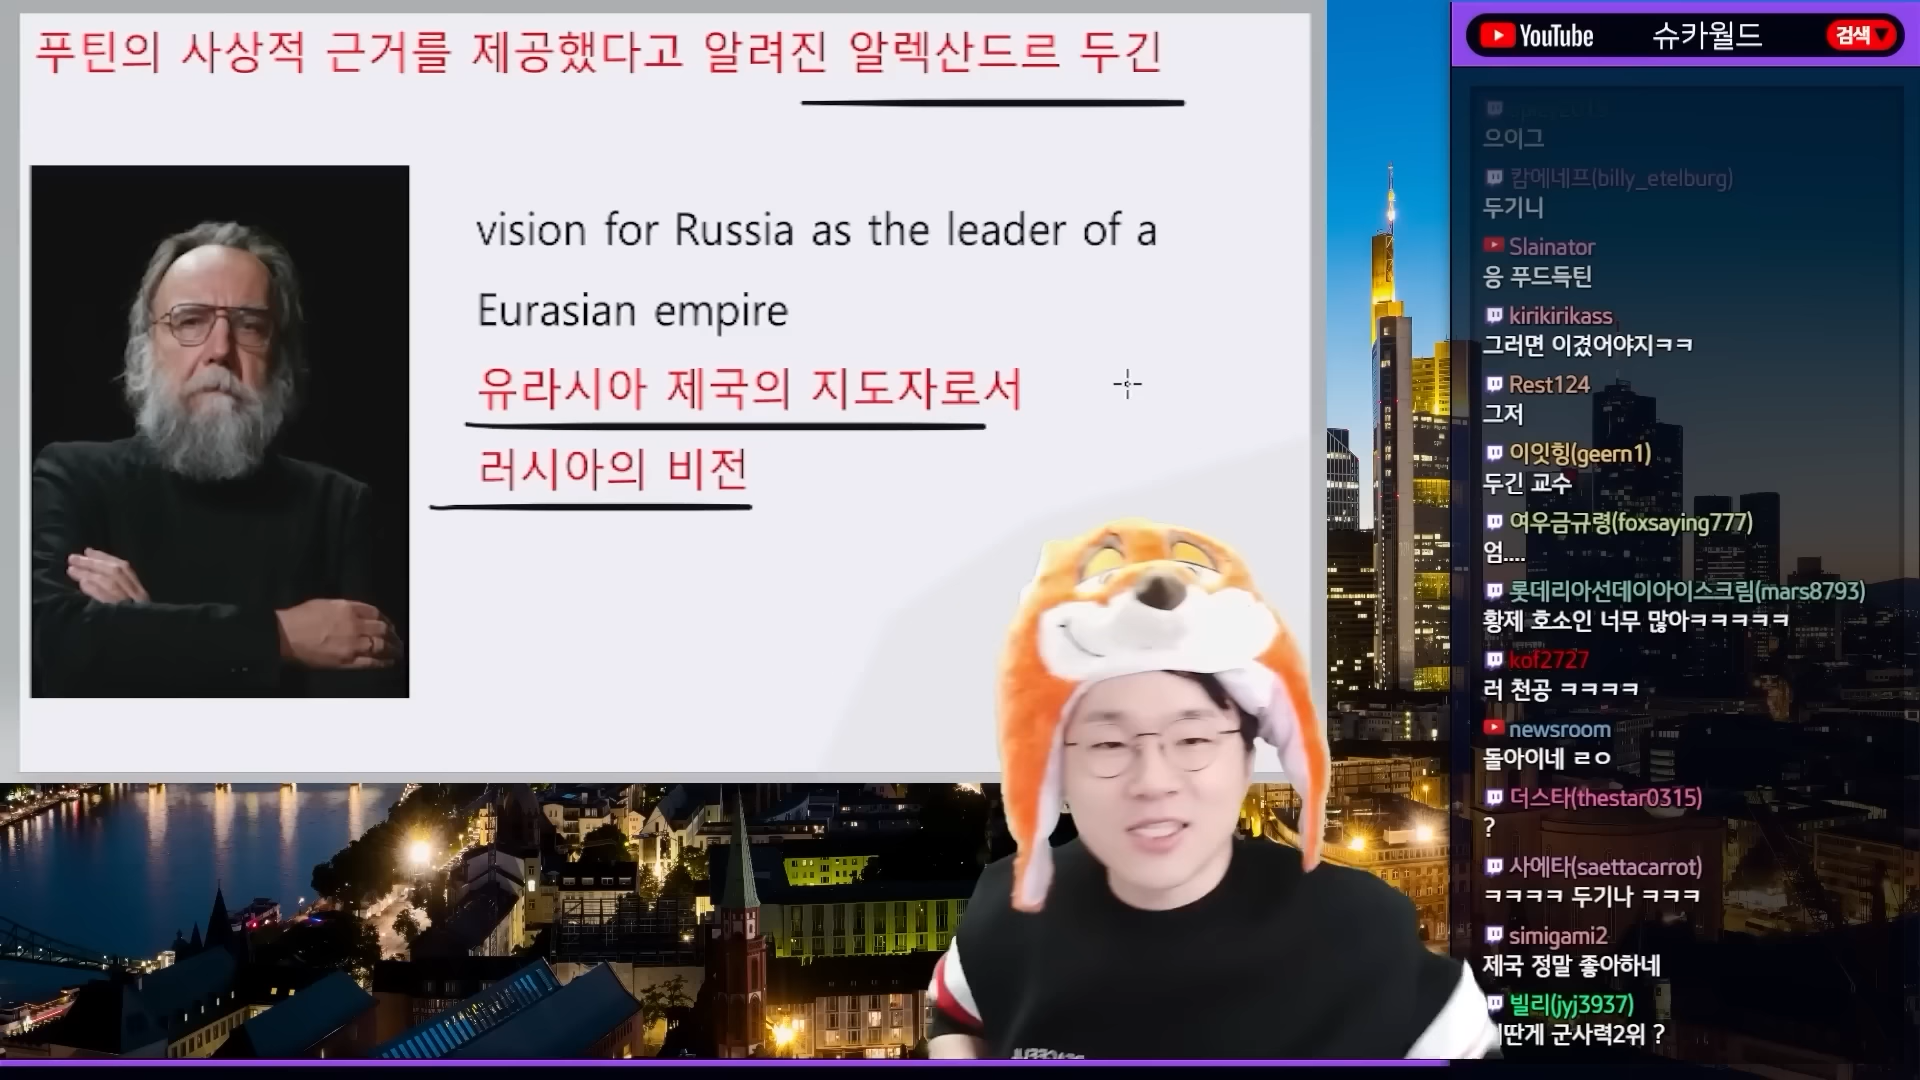 푸틴의 사상적 근거를 제공했다고 알려진 알렉산드르 두긴
vision for Russia as the leader of a
Eurasian empire
유라시아 제국의 지도자로서
러시아의 비전
YouTube 슈카월드 검색
으이그
캄에네프(billy_etelburg)
두기니
Slainator
응 푸드득틴
kirikirikass
그러면 이겼어야지ㅋㅋ
Rest124
그저
이잇힝(geern1)
두긴 교수
여우금규령(foxsaying777)
엄....
롯데리아선데이아이스크림(mars8793)
황제 호소인 너무 많아ㅋㅋㅋㅋㅋ
kof2727
러 천공 ㅋㅋㅋㅋ
newsroom
돌아이네 ㄹㅇ
더스타(thestar0315)
?
사에타(saettacarrot)
ㅋㅋㅋㅋ 두기나 ㅋㅋㅋ
simigami2
제국 정말 좋아하네
빌리(jyj3937)
군사력2위 ?